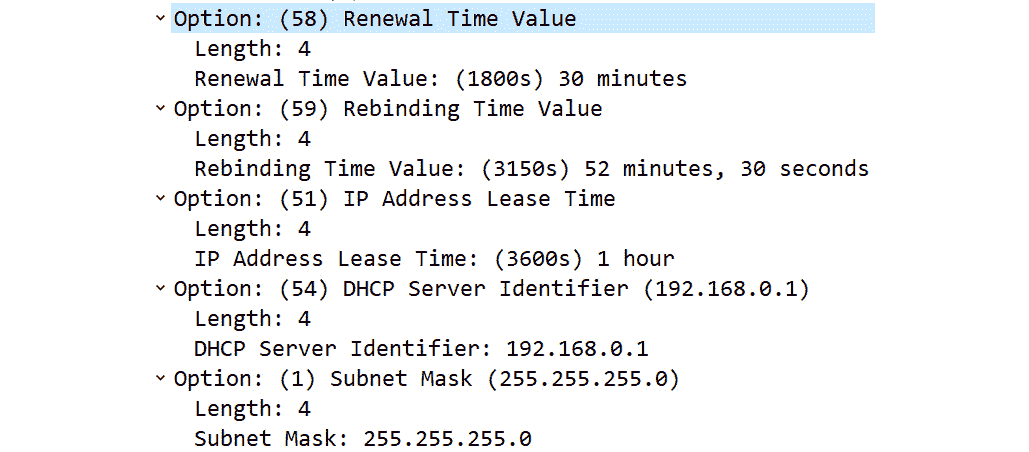 Option: (58) Renewal Time Value
Length: 4
Renewal Time Value: (1800s) 30 minutes
Option: (59) Rebinding Time Value
Length: 4
Rebinding Time Value: (3150s) 52 minutes, 30 seconds
Option: (51) IP Address Lease Time
Length: 4
IP Address Lease Time: (3600s) 1 hour
Option: (54) DHCP Server Identifier (192.168.0.1)
Length: 4
DHCP Server Identifier: 192.168.0.1
Option: (1) Subnet Mask (255.255.255.0)
Length: 4
Subnet Mask: 255.255.255.0